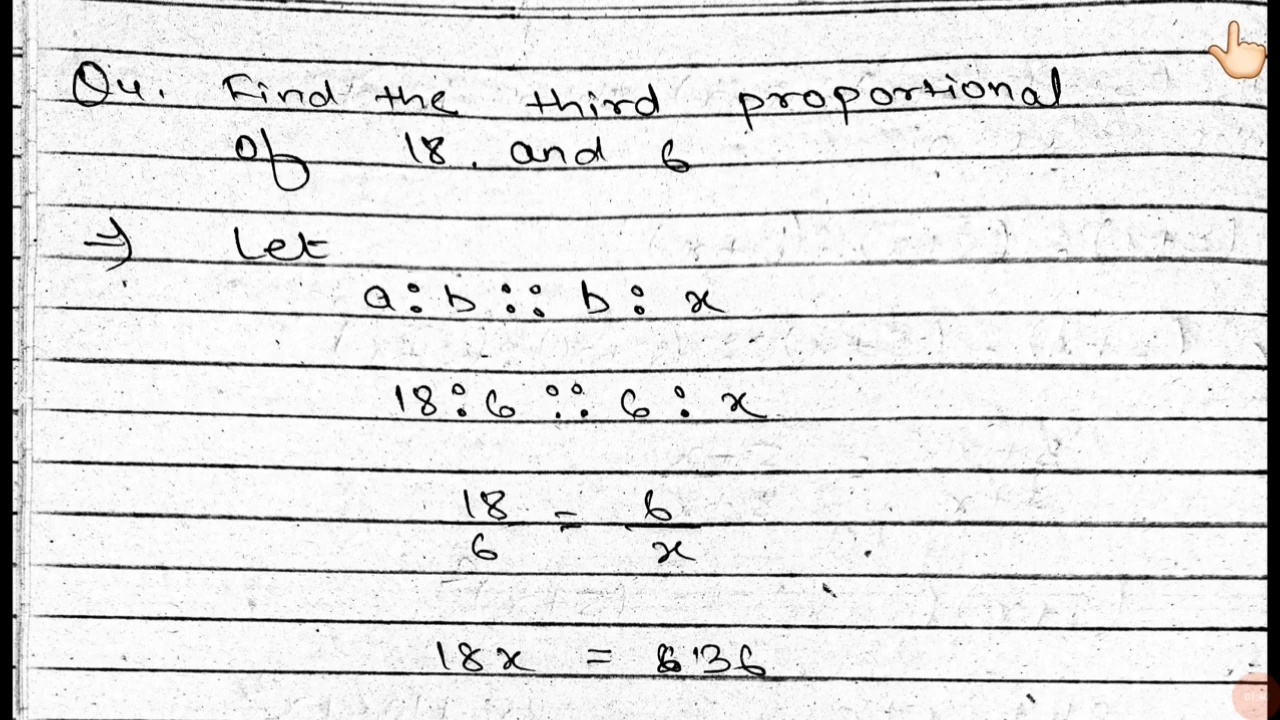 Q4. Find the third proportional
of 18. and 6
⇒ Let
a : b :: b : x
18 : 6 :: 6 : x
18/6 = 6/x
18x = 36